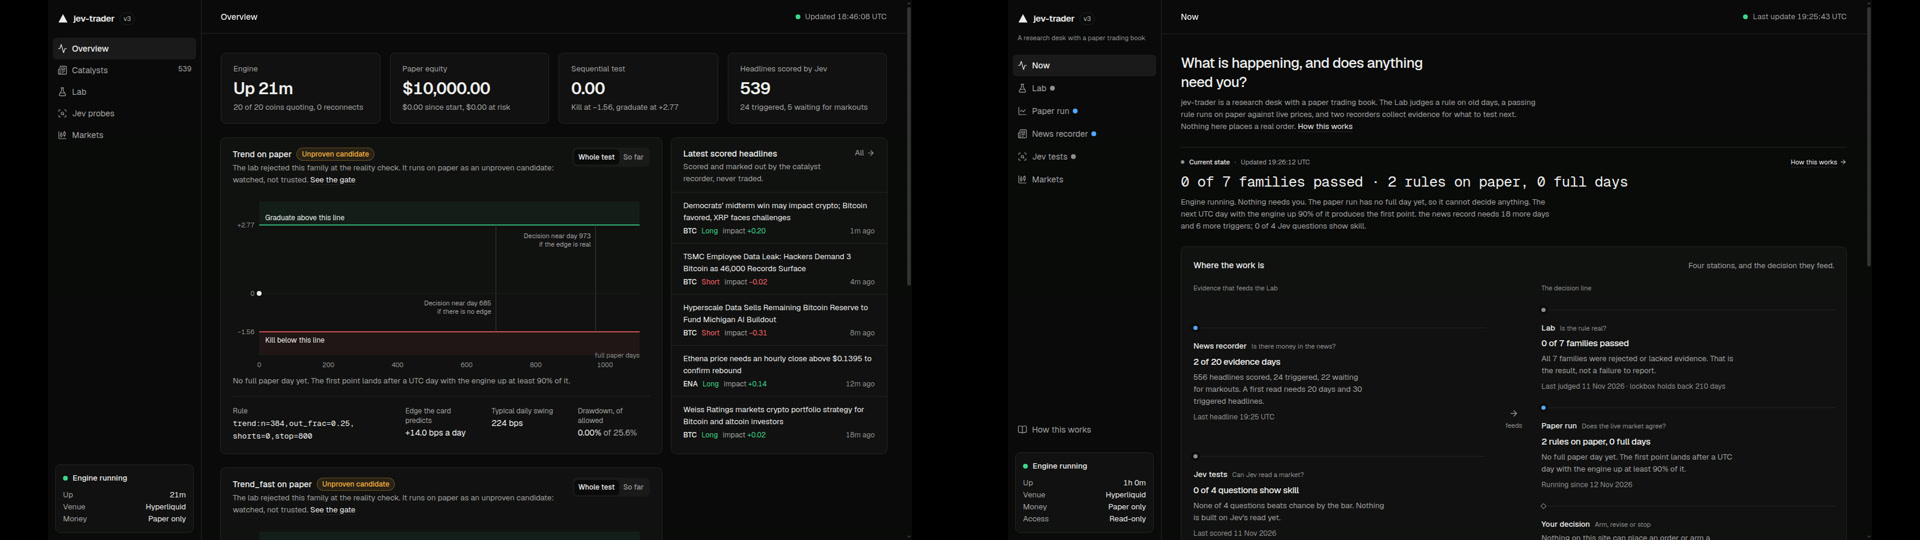 jev-trader v3
Overview
Catalysts 539
Lab
Jev probes
Markets
Engine running
Up 21m
Venue Hyperliquid
Money Paper only
Overview
Updated 18:46:08 UTC
Engine
Up 21m
20 of 20 coins quoting, 0 reconnects
Paper equity
$10,000.00
$0.00 since start, $0.00 at risk
Sequential test
0.00
Kill at −1.56, graduate at +2.77
Headlines scored by Jev
539
24 triggered, 5 waiting for markouts
Trend on paper Unproven candidate
Whole test So far
The lab rejected this family at the reality check. It runs on paper as an unproven candidate:
watched, not trusted. See the gate
Graduate above this line
+2.77
Decision near day 973
if the edge is real
0
Decision near day 685
if there is no edge
−1.56
Kill below this line
full paper days
0 200 400 600 800 1000
No full paper day yet. The first point lands after a UTC day with the engine up at least 90% of it.
Rule
trend:n=384,out_frac=0.25,
shorts=0,stop=800
Edge the card
predicts
+14.0 bps a day
Typical daily swing
224 bps
Drawdown, of
allowed
0.00% of 25.6%
Latest scored headlines
All →
Scored and marked out by the catalyst
recorder, never traded.
Democrats' midterm win may impact crypto; Bitcoin
favored, XRP faces challenges
BTC Long impact +0.20 1m ago
TSMC Employee Data Leak: Hackers Demand 3
Bitcoin as 46,000 Records Surface
BTC Short impact −0.02 4m ago
Hyperscale Data Sells Remaining Bitcoin Reserve to
Fund Michigan AI Buildout
BTC Short impact −0.31 8m ago
Ethena price needs an hourly close above $0.1395 to
confirm rebound
ENA Long impact +0.14 12m ago
Weiss Ratings markets crypto portfolio strategy for
Bitcoin and altcoin investors
BTC Long impact +0.02 18m ago
Trend_fast on paper Unproven candidate
Whole test So far
The lab rejected this family at the reality check. It runs on paper as an unproven candidate:
watched, not trusted. See the gate
jev-trader v3
A research desk with a paper trading book
Now
Lab
Paper run
News recorder
Jev tests
Markets
How this works
Engine running
Up 1h 0m
Venue Hyperliquid
Money Paper only
Access Read-only
Now
Last update 19:25:43 UTC
What is happening, and does anything
need you?
jev-trader is a research desk with a paper trading book. The Lab judges a rule on old days, a passing
rule runs on paper against live prices, and two recorders collect evidence for what to test next.
Nothing here places a real order. How this works
Current state · Updated 19:26:12 UTC
How this works →
0 of 7 families passed · 2 rules on paper, 0 full days
Engine running. Nothing needs you. The paper run has no full day yet, so it cannot decide anything. The
next UTC day with the engine up 90% of it produces the first point. the news record needs 18 more days
and 6 more triggers; 0 of 4 Jev questions show skill.
Where the work is
Four stations, and the decision they feed.
Evidence that feeds the Lab
News recorder Is there money in the news?
2 of 20 evidence days
556 headlines scored, 24 triggered, 22 waiting
for markouts. A first read needs 20 days and 30
triggered headlines.
Last headline 19:25 UTC
Jev tests Can Jev read a market?
0 of 4 questions show skill
None of 4 questions beats chance by the bar. Nothing
is built on Jev's read yet.
Last scored 11 Nov 2026
→
feeds
The decision line
Lab Is the rule real?
0 of 7 families passed
All 7 families were rejected or lacked evidence. That is
the result, not a failure to report.
Last judged 11 Nov 2026 · lockbox holds back 210 days
Paper run Does the live market agree?
2 rules on paper, 0 full days
No full paper day yet. The first point lands after a UTC
day with the engine up at least 90% of it.
Running since 12 Nov 2026
Your decision Arm, revise or stop
Nothing on this site can place an order or arm a